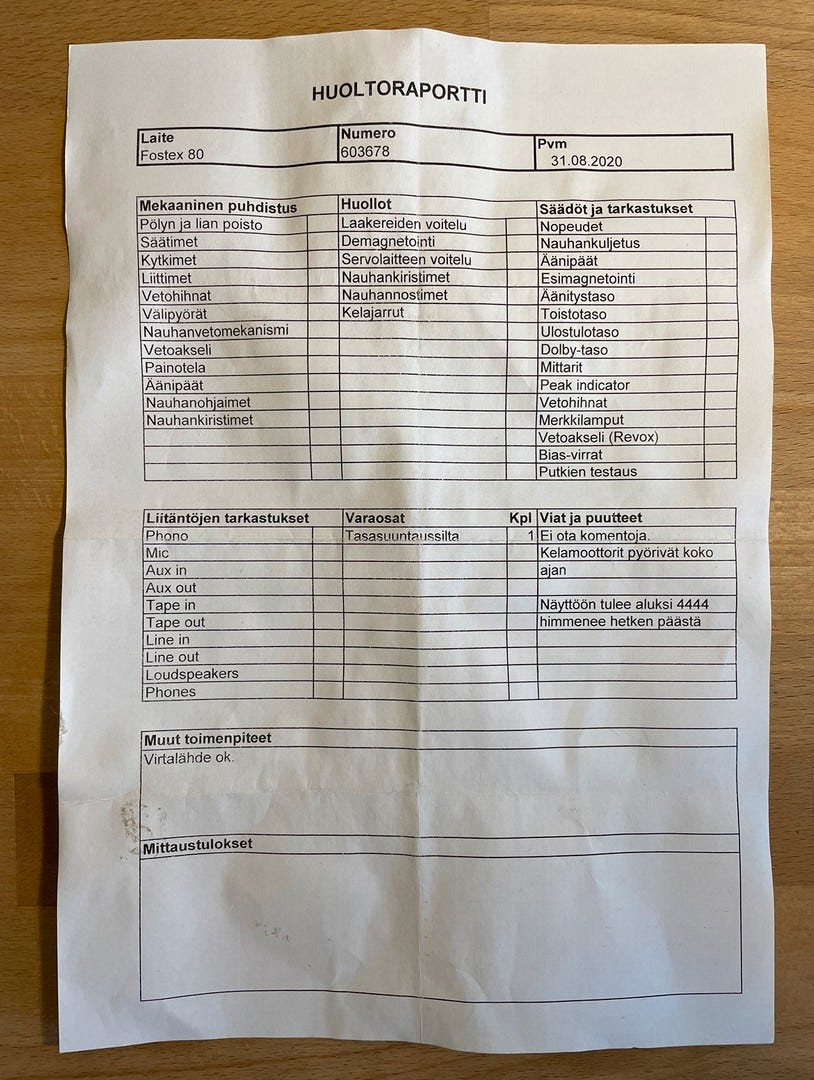 HUOLTORAPORTTI
Laite Numero Pvm
Fostex 80 603678 31.08.2020
Mekaaninen puhdistus Huollot Säädöt ja tarkastukset
Pölyn ja lian poisto Laakereiden voitelu Nopeudet
Säätimet Demagnetointi Nauhankuljetus
Kytkimet Servolaitteen voitelu Äänipäät
Liittimet Nauhankiristimet Esimagnetointi
Vetohihnat Nauhannostimet Äänitystaso
Välipyörät Kelajarrut Toistotaso
Nauhanvetomekanismi Ulostulotaso
Vetoakseli Dolby-taso
Painotela Mittarit
Äänipäät Peak indicator
Nauhanohjaimet Vetohihnat
Nauhankiristimet Merkkilamput
Vetoakseli (Revox)
Bias-virrat
Putkien testaus
Liitäntöjen tarkastukset Varaosat Kpl Viat ja puutteet
Phono Tasasuuntaussilta 1 Ei ota komentoja.
Mic Kelamoottorit pyörivät koko
Aux in ajan
Aux out
Tape in Näyttöön tulee aluksi 4444
Tape out himmenee hetken päästä
Line in
Line out
Loudspeakers
Phones
Muut toimenpiteet
Virtalähde ok.
Mittaustulokset